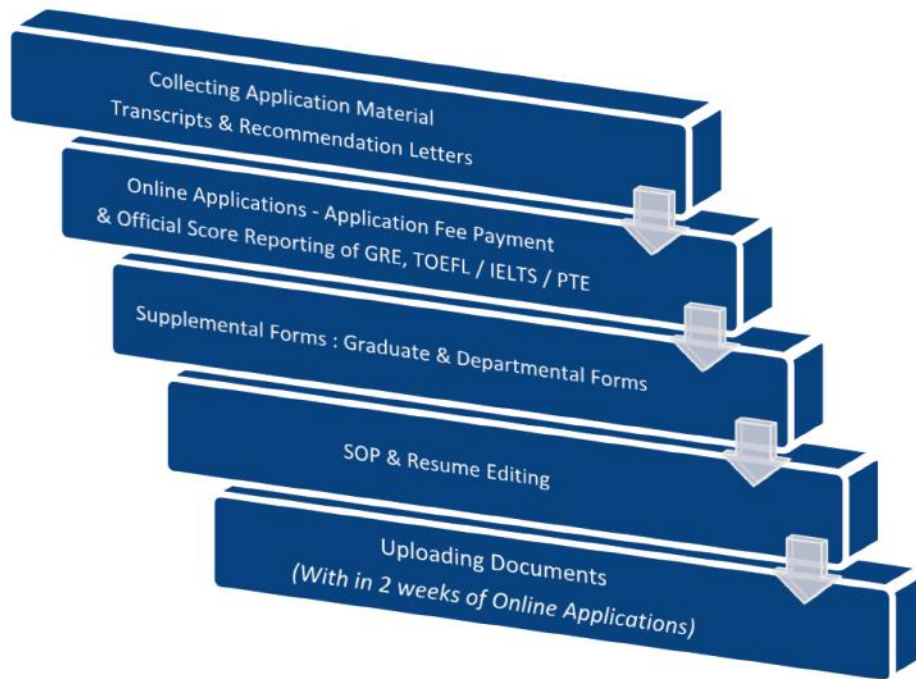 Collecting Application Material
Transcripts & Recommendation Letters
Online Applications - Application Fee Payment
& Official Score Reporting of GRE, TOEFL / IELTS / PTE
Supplemental Forms : Graduate & Departmental Forms
SOP & Resume Editing
Uploading Documents
(With in 2 weeks of Online Applications)